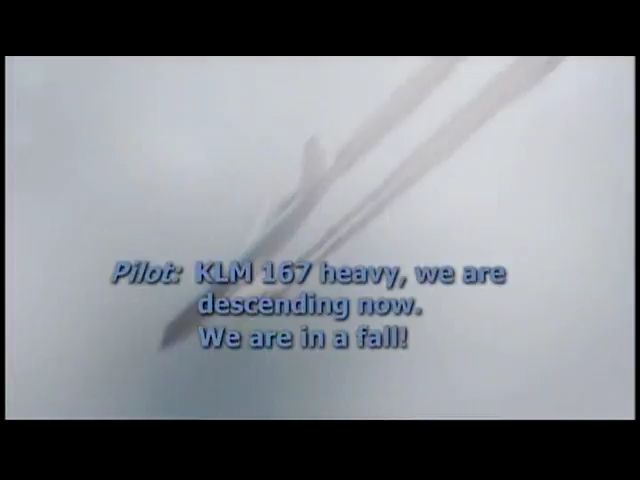 Pilot: KLM 167 heavy, we are
descending now.
We are in a fall!